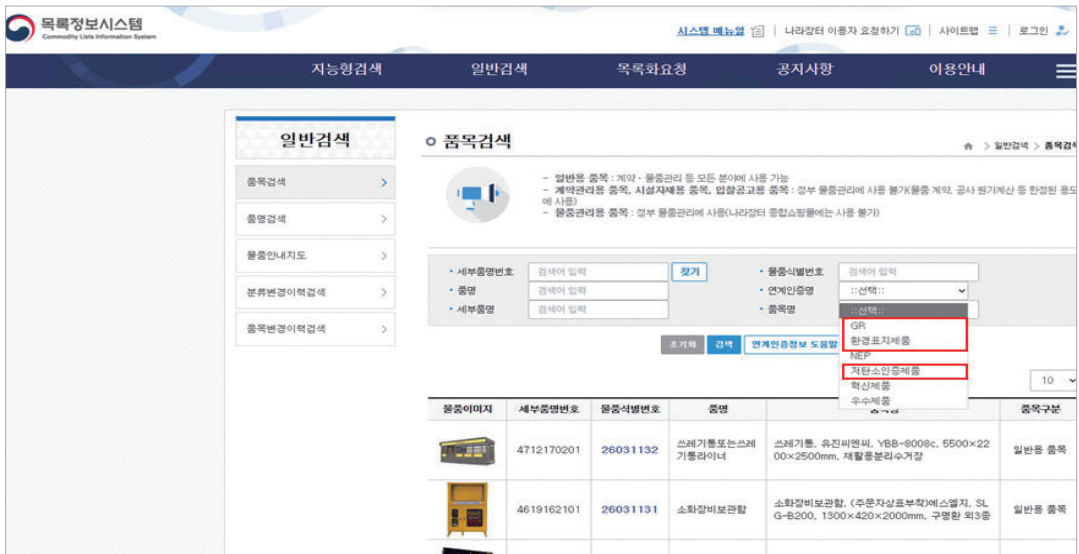 목록정보시스템
Commodity Lists Information System
시스템 매뉴얼 | 나라장터 이용자 요청하기 | 사이트맵 | 로그인
지능형검색 일반검색 목록화요청 공지사항 이용안내
일반검색
품목검색
품명검색
물품안내지도
분류변경이력검색
품목변경이력검색
품목검색
> 일반검색 > 품목검색
- 일반용 품목 : 계약·물품관리 등 모든 분야에 사용 가능
- 계약관리용 품목, 시설자재용 품목, 입찰공고용 품목 : 정부 물품관리에 사용 불가(물품 계약, 공사 원가계산 등 한정된 용도
에 사용)
- 물품관리용 품목 : 정부 물품관리에 사용(나라장터 종합쇼핑몰에는 사용 불가)
세부품명번호 검색어 입력 찾기 물품식별번호 검색어 입력
품명 검색어 입력 연계인증명 ::선택::
세부품명 검색어 입력 품목명
::선택::
GR
환경표지제품
NEP
저탄소인증제품
혁신제품
우수제품
초기화 검색 연계인증정보 도움말
10
물품이미지 세부품명번호 물품식별번호 품명 품목구분
4712170201 26031132 쓰레기통또는쓰레
기통라이너 쓰레기통, 유진씨엔씨, YBB-8008c, 5500×22
00×2500mm, 재활용분리수거장 일반용 품목
4619162101 26031131 소화장비보관함 소화장비보관함, (주문자상표부착)에스엘지, SL
G-B200, 1300×420×2000mm, 구명환 외3종 일반용 품목